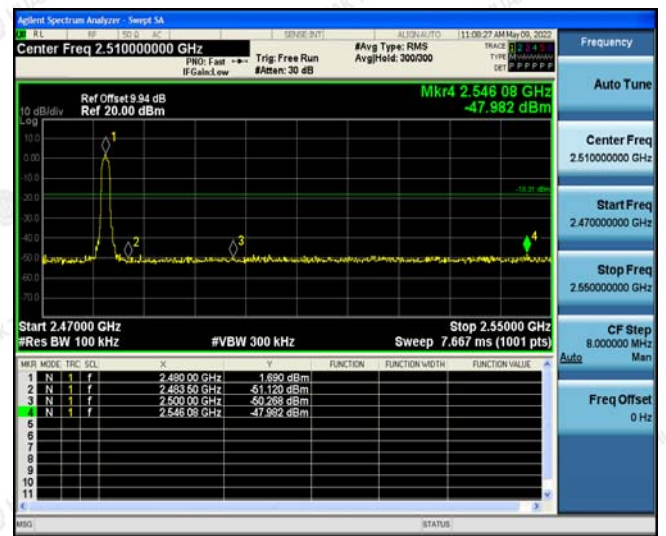 Agilent Spectrum Analyzer - Swept SA
RL RF 50 Ω AC SENSE:INT ALIGNAUTO 11:08:27 AM May 09, 2022
Center Freq 2.510000000 GHz
PNO: Fast
IFGain:Low
Trig: Free Run
#Atten: 30 dB
#Avg Type: RMS
Avg|Hold: 300/300
TRACE 1 2 3 4 5 6
TYPE M
DET P P P P P P
Ref Offset 9.94 dB
10 dB/div Ref 20.00 dBm
Log
Mkr4 2.546 08 GHz
-47.982 dBm
10.0
0.00
-10.0
-20.0
-30.0
-40.0
-50.0
-60.0
-70.0
1
2
3
4
-18.31 dBm
Start 2.47000 GHz Stop 2.55000 GHz
#Res BW 100 kHz #VBW 300 kHz Sweep 7.667 ms (1001 pts)
MKR MODE TRC SCL X Y FUNCTION FUNCTION WIDTH FUNCTION VALUE
1 N 1 f 2.480 00 GHz 1.690 dBm
2 N 1 f 2.483 50 GHz -51.120 dBm
3 N 1 f 2.500 00 GHz -50.268 dBm
4 N 1 f 2.546 08 GHz -47.982 dBm
5
6
7
8
9
10
11
MSG STATUS
Frequency
Auto Tune
Center Freq
2.510000000 GHz
Start Freq
2.470000000 GHz
Stop Freq
2.550000000 GHz
CF Step
8.000000 MHz
Auto Man
Freq Offset
0 Hz